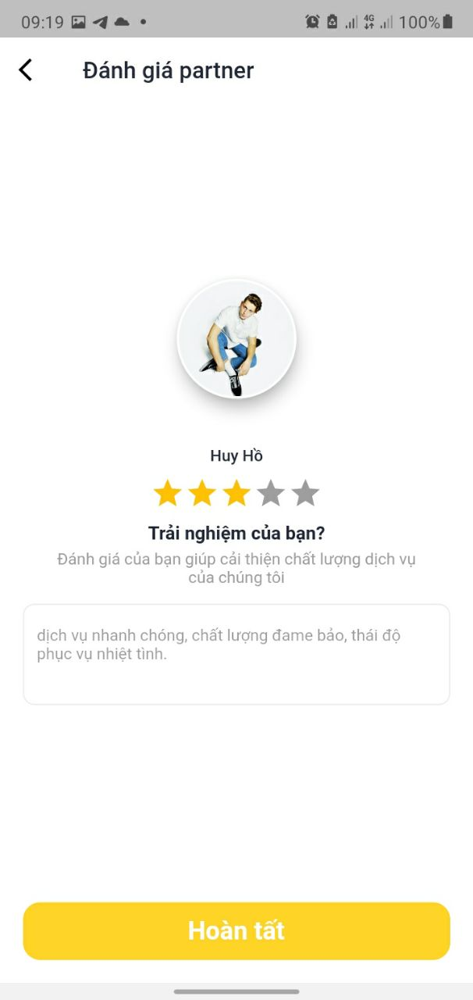 09:19
4G
100%
Đánh giá partner
Huy Hồ
Trải nghiệm của bạn?
Đánh giá của bạn giúp cải thiện chất lượng dịch vụ
của chúng tôi
dịch vụ nhanh chóng, chất lượng đame bảo, thái độ
phục vụ nhiệt tình.
Hoàn tất